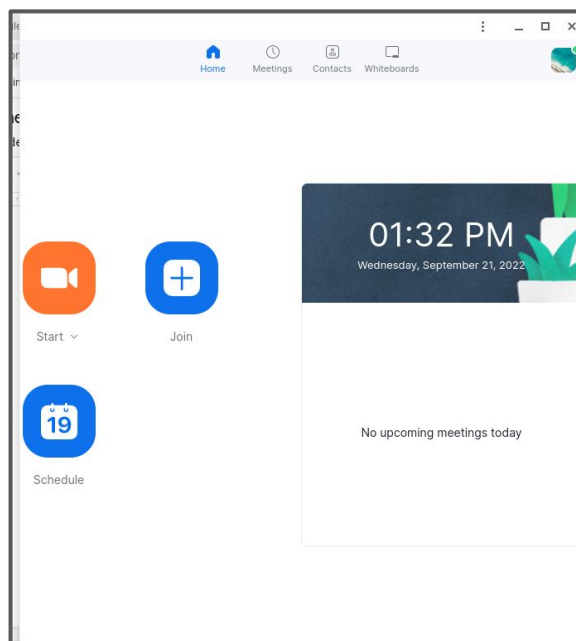 Home
Meetings
Contacts
Whiteboards
01:32 PM
Wednesday, September 21, 2022
Start
Join
19
Schedule
No upcoming meetings today